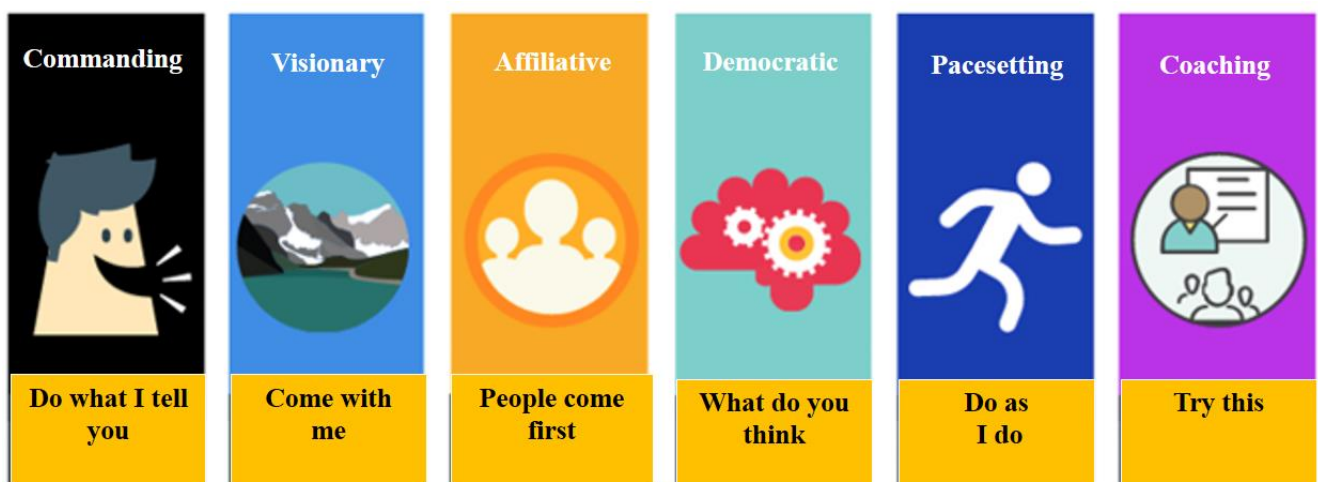 Commanding
Visionary
Affiliative
Democratic
Pacesetting
Coaching
Do what I tell
you
Come with
me
People come
first
What do you
think
Do as
I do
Try this